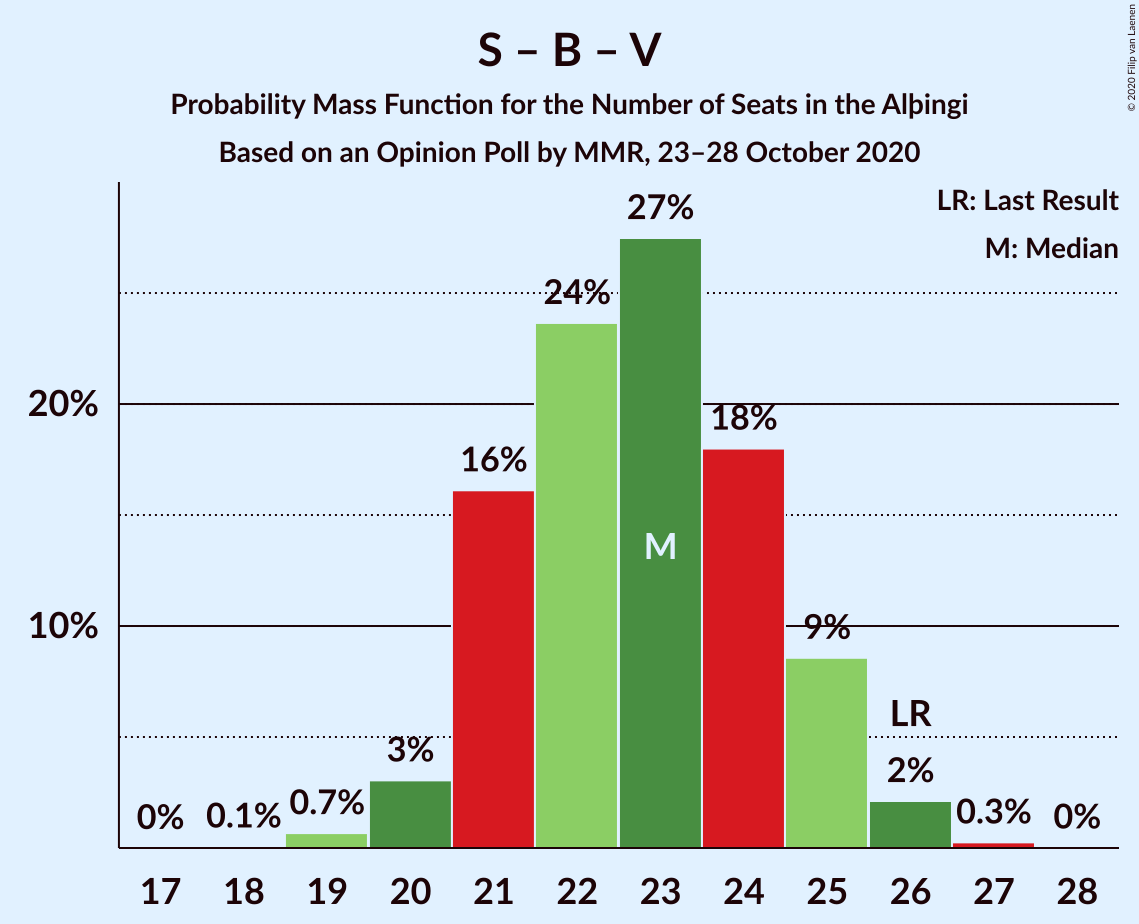 S – B – V
Probability Mass Function for the Number of Seats in the Alþingi
Based on an Opinion Poll by MMR, 23–28 October 2020
© 2020 Filip van Laenen
LR: Last Result
M: Median
27%
24%
20%
18%
16%
M
10%
9%
LR
3%
2%
0%
0.1%
0.7%
0.3%
0%
17 18 19 20 21 22 23 24 25 26 27 28